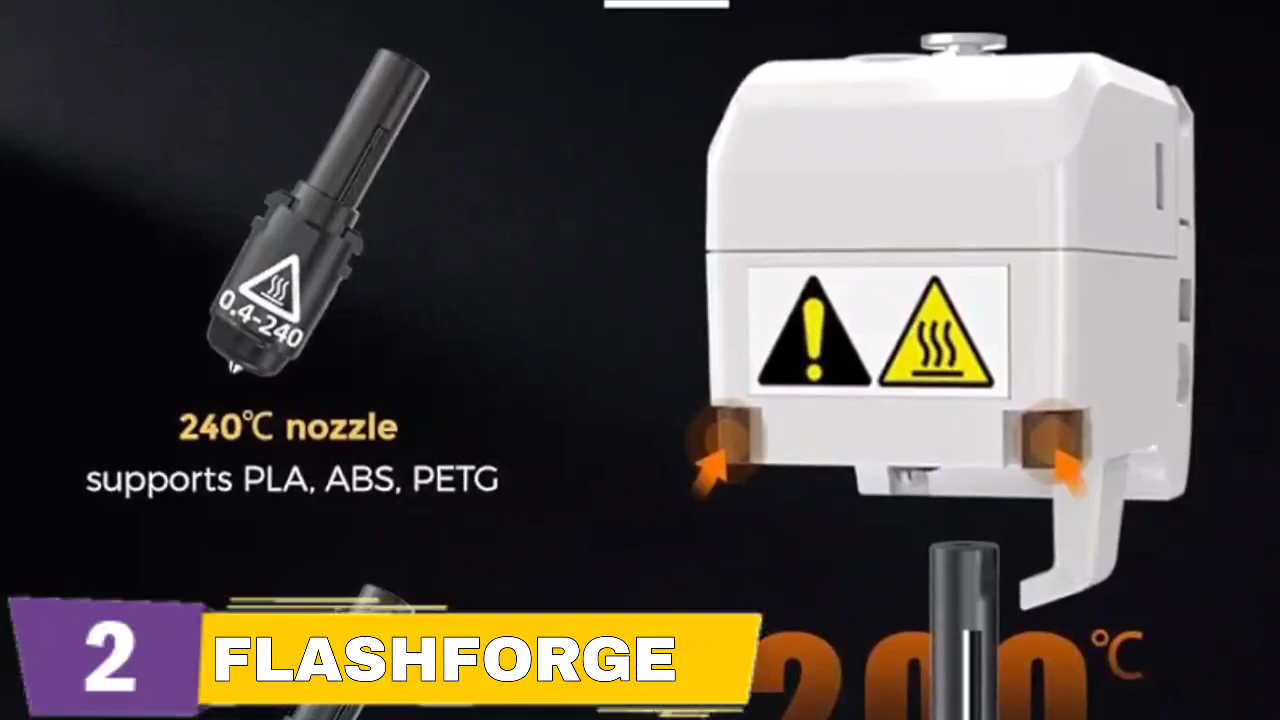 0.4-240
240℃ nozzle
supports PLA, ABS, PETG
℃
2
FLASHFORGE